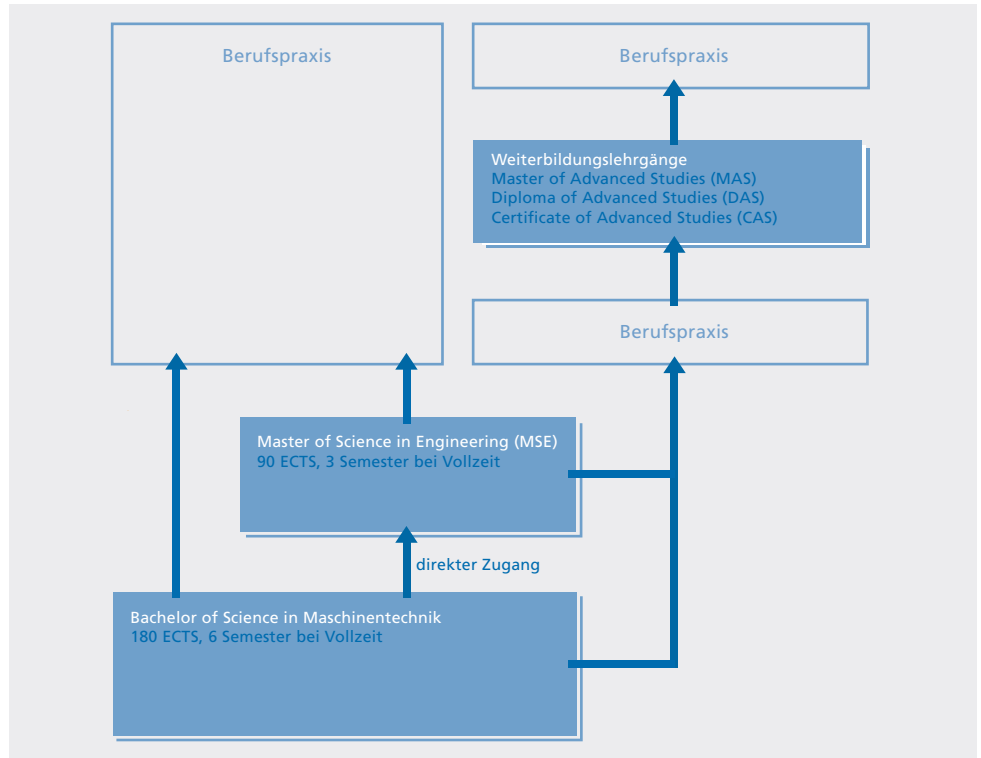 Berufspraxis
Berufspraxis
Weiterbildungslehrgänge
Master of Advanced Studies (MAS)
Diploma of Advanced Studies (DAS)
Certificate of Advanced Studies (CAS)
Berufspraxis
Master of Science in Engineering (MSE)
90 ECTS, 3 Semester bei Vollzeit
direkter Zugang
Bachelor of Science in Maschinentechnik
180 ECTS, 6 Semester bei Vollzeit